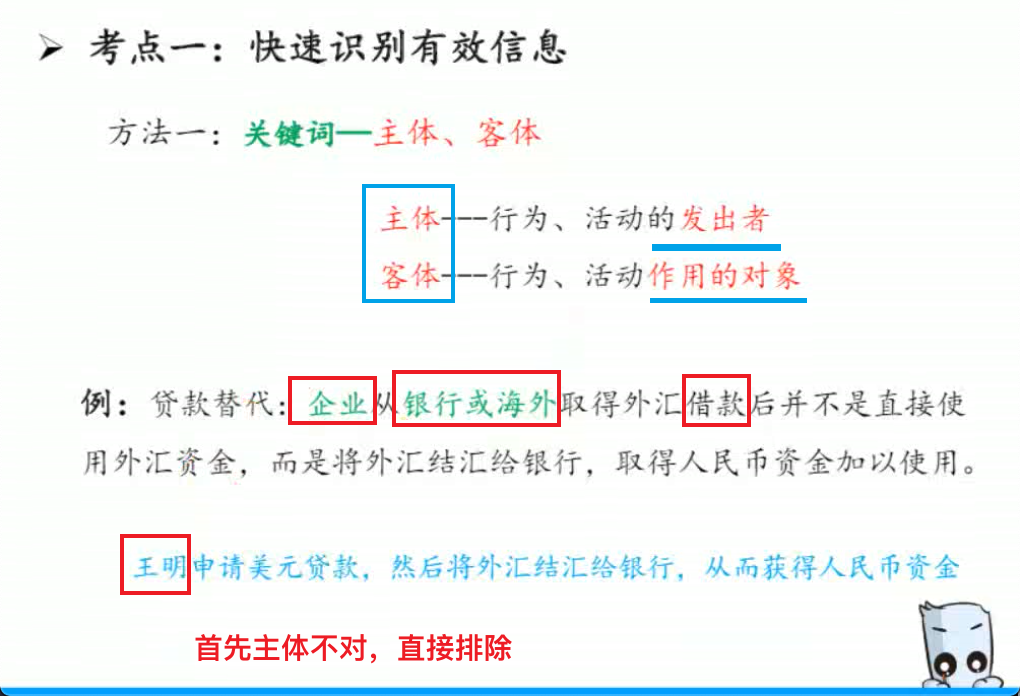 ➢ 考点一：快速识别有效信息
方法一：关键词—主体、客体
主体---行为、活动的发出者
客体---行为、活动作用的对象
例：贷款替代：企业从银行或海外取得外汇借款后并不是直接使
用外汇资金，而是将外汇结汇给银行，取得人民币资金加以使用。
王明申请美元贷款，然后将外汇结汇给银行，从而获得人民币资金
首先主体不对，直接排除